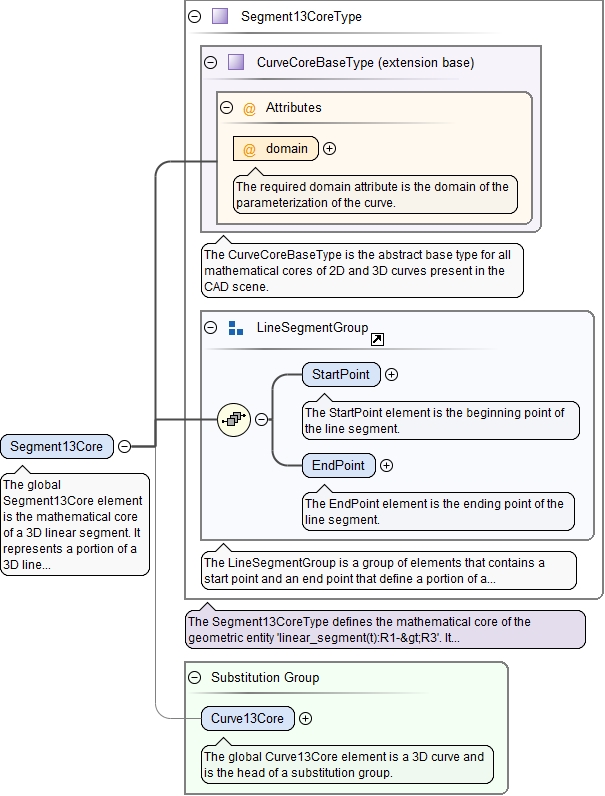 Segment13CoreType
CurveCoreBaseType (extension base)
@ Attributes
@ domain
The required domain attribute is the domain of the
parameterization of the curve.
The CurveCoreBaseType is the abstract base type for all
mathematical cores of 2D and 3D curves present in the
CAD scene.
LineSegmentGroup
StartPoint
The StartPoint element is the beginning point of
the line segment.
EndPoint
The EndPoint element is the ending point of the
line segment.
The LineSegmentGroup is a group of elements that contains a
start point and an end point that define a portion of a...
Segment13Core
The global
Segment13Core element
is the mathematical core
of a 3D linear segment. It
represents a portion of a
3D line...
The Segment13CoreType defines the mathematical core of the
geometric entity 'linear_segment(t):R1-&gt;R3'. It...
Substitution Group
Curve13Core
The global Curve13Core element is a 3D curve and
is the head of a substitution group.